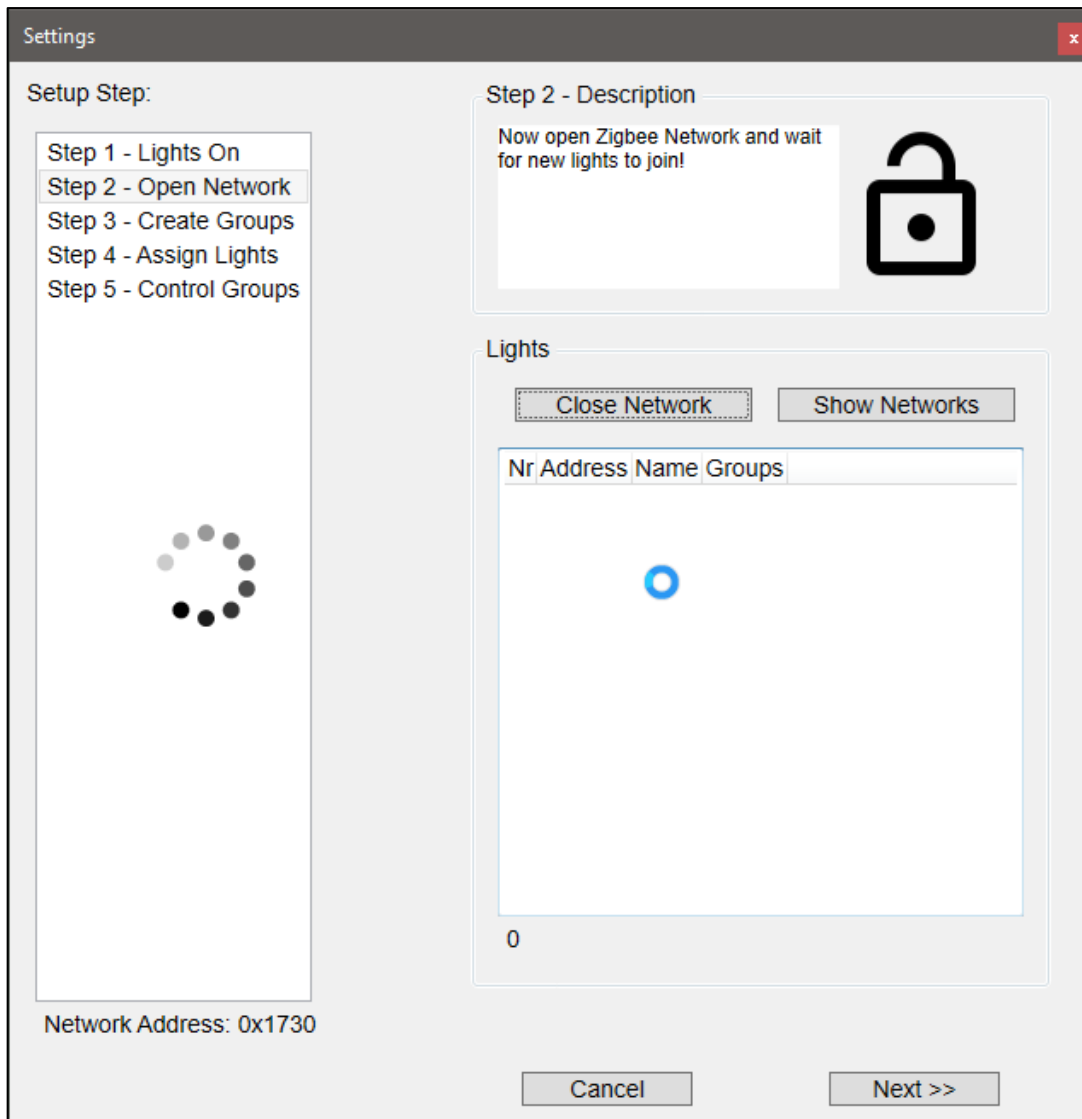 Settings
x
Setup Step:
Step 1 - Lights On
Step 2 - Open Network
Step 3 - Create Groups
Step 4 - Assign Lights
Step 5 - Control Groups
Network Address: 0x1730
Step 2 - Description
Now open Zigbee Network and wait
for new lights to join!
Lights
Close Network Show Networks
Nr Address Name Groups
0
Cancel Next >>